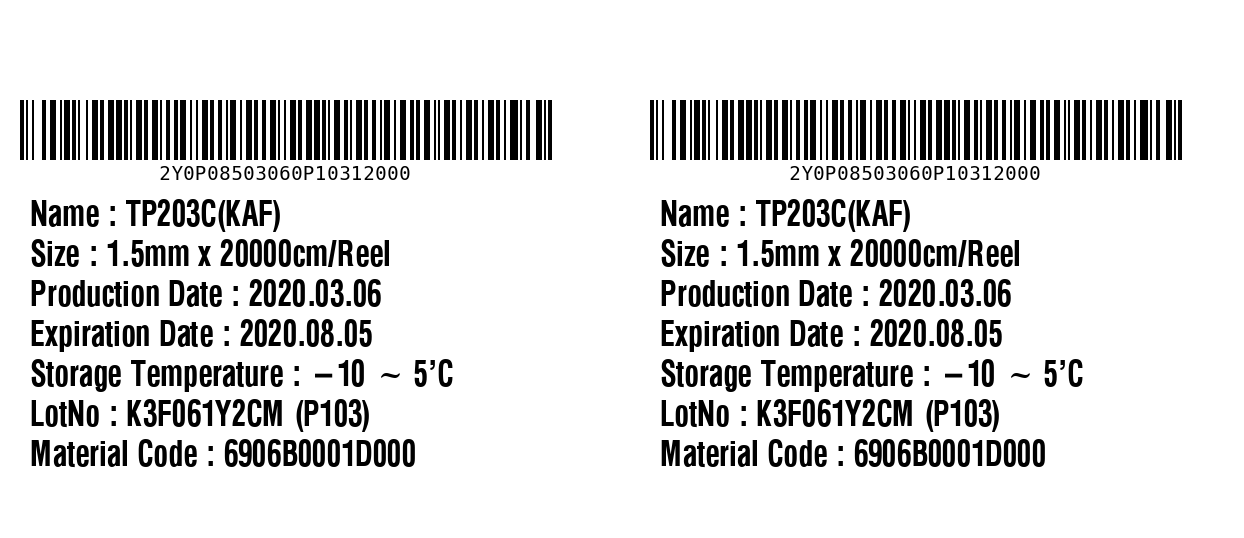 2Y0P08503060P10312000
Name : TP203C(KAF)
Size : 1.5mm x 20000cm/Reel
Production Date : 2020.03.06
Expiration Date : 2020.08.05
Storage Temperature : –10 ~ 5’C
LotNo : K3F061Y2CM (P103)
Material Code : 6906B0001D000
2Y0P08503060P10312000
Name : TP203C(KAF)
Size : 1.5mm x 20000cm/Reel
Production Date : 2020.03.06
Expiration Date : 2020.08.05
Storage Temperature : –10 ~ 5’C
LotNo : K3F061Y2CM (P103)
Material Code : 6906B0001D000